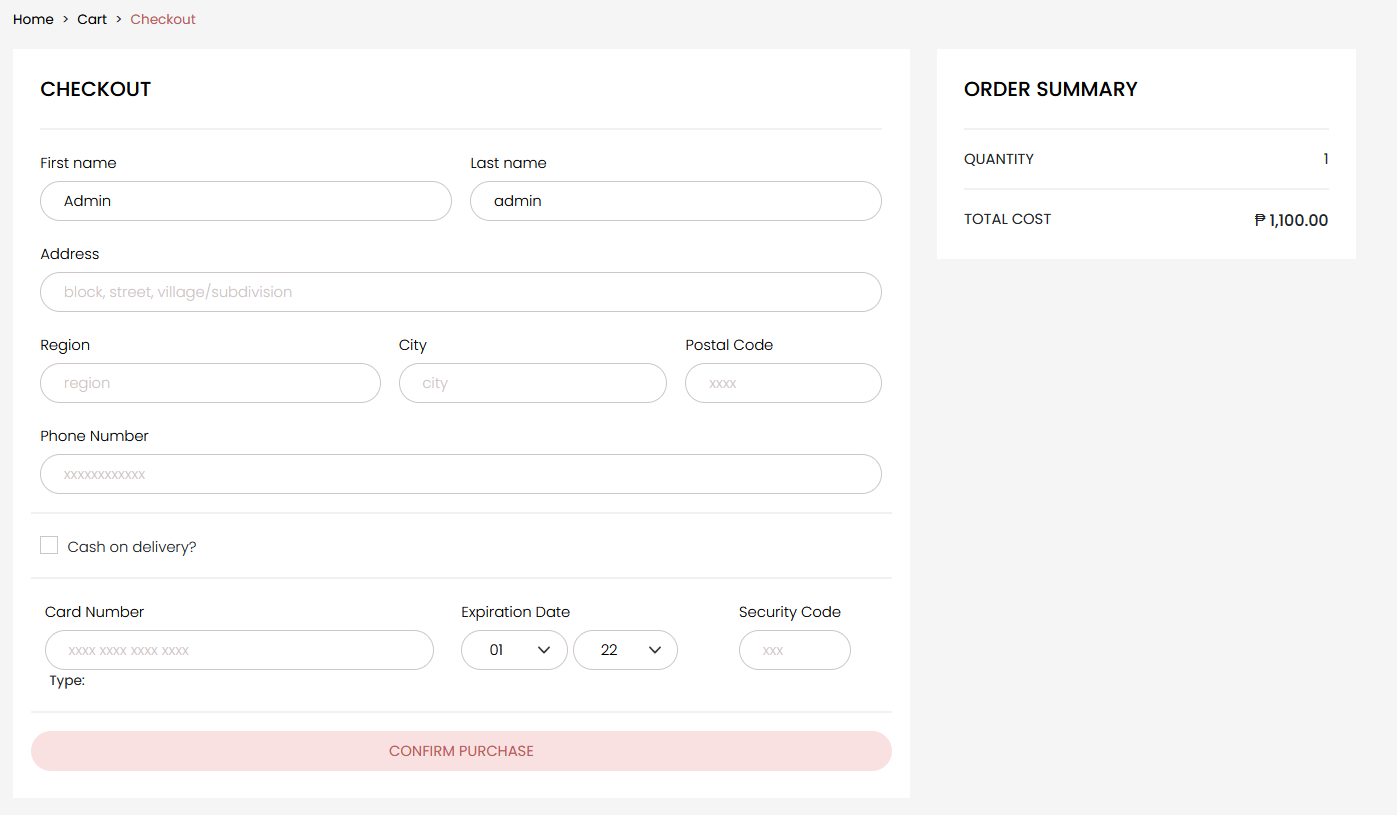 Home > Cart > Checkout
CHECKOUT
First name
Last name
Admin
admin
Address
block, street, village/subdivision
Region
City
Postal Code
region
city
xxxx
Phone Number
xxxxxxxxxxxx
Cash on delivery?
Card Number
Expiration Date
Security Code
xxxx xxxx xxxx xxxx
01
22
xxx
Type:
CONFIRM PURCHASE
ORDER SUMMARY
QUANTITY 1
TOTAL COST ₱ 1,100.00